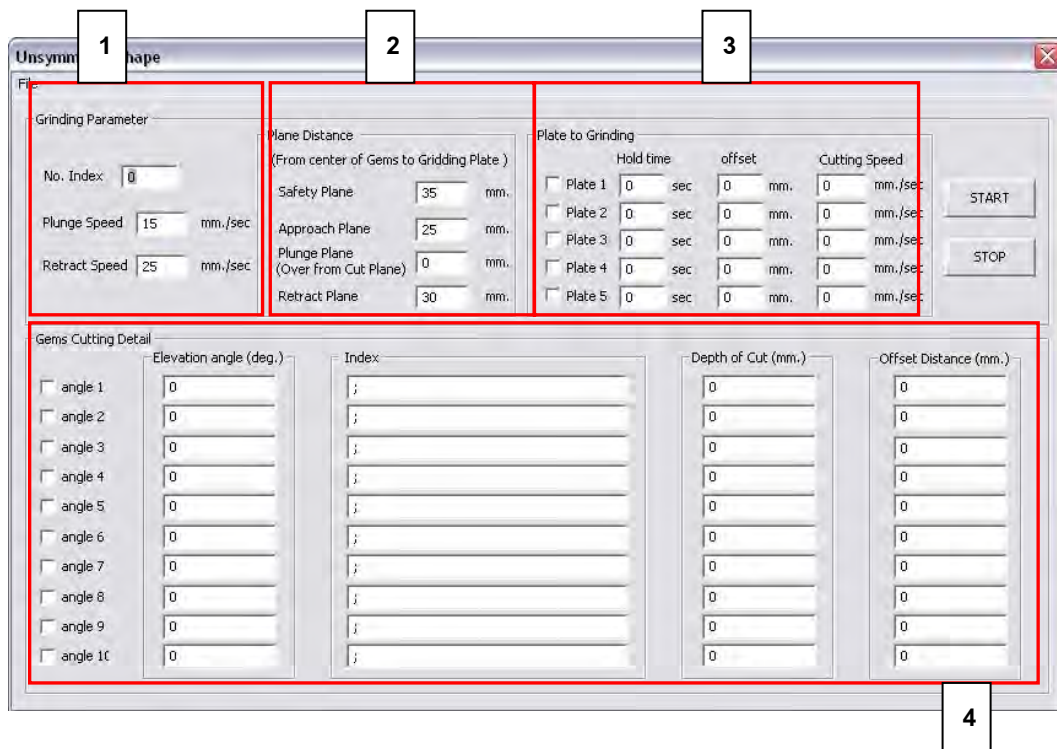 1
2
3
Unsymm hape
File
Grinding Parameter
No. Index 0
Plunge Speed 15 mm./sec
Retract Speed 25 mm./sec
Plane Distance
(From center of Gems to Gridding Plate )
Safety Plane 35 mm.
Approach Plane 25 mm.
Plunge Plane
(Over from Cut Plane) 0 mm.
Retract Plane 30 mm.
Plate to Grinding
Hold time offset Cutting Speed
Plate 1 0 sec 0 mm. 0 mm./sec
Plate 2 0 sec 0 mm. 0 mm./sec
Plate 3 0 sec 0 mm. 0 mm./sec
Plate 4 0 sec 0 mm. 0 mm./sec
Plate 5 0 sec 0 mm. 0 mm./sec
START
STOP
Gems Cutting Detail
Elevation angle (deg.) Index Depth of Cut (mm.) Offset Distance (mm.)
angle 1 0 ; 0 0
angle 2 0 ; 0 0
angle 3 0 ; 0 0
angle 4 0 ; 0 0
angle 5 0 ; 0 0
angle 6 0 ; 0 0
angle 7 0 ; 0 0
angle 8 0 ; 0 0
angle 9 0 ; 0 0
angle 10 0 ; 0 0
4